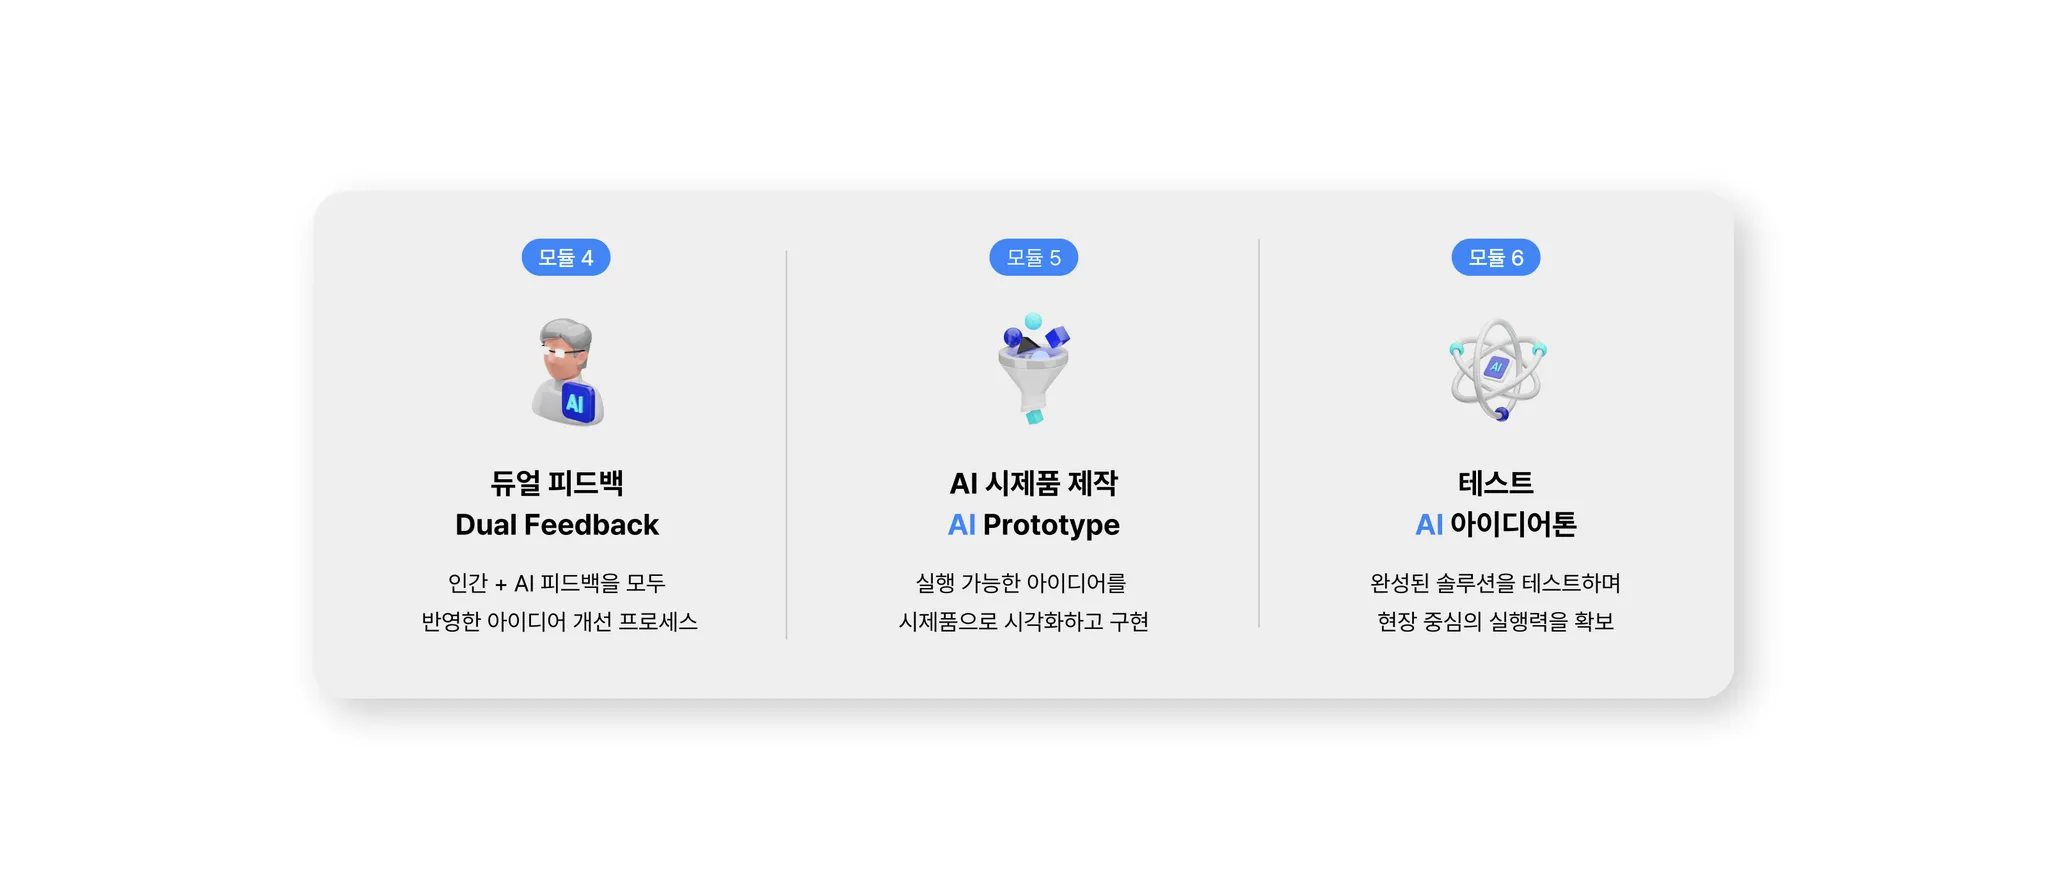 모듈 4
AI
듀얼 피드백
Dual Feedback
인간 + AI 피드백을 모두
반영한 아이디어 개선 프로세스
모듈 5
AI 시제품 제작
AI Prototype
실행 가능한 아이디어를
시제품으로 시각화하고 구현
모듈 6
AI
테스트
AI 아이디어톤
완성된 솔루션을 테스트하며
현장 중심의 실행력을 확보